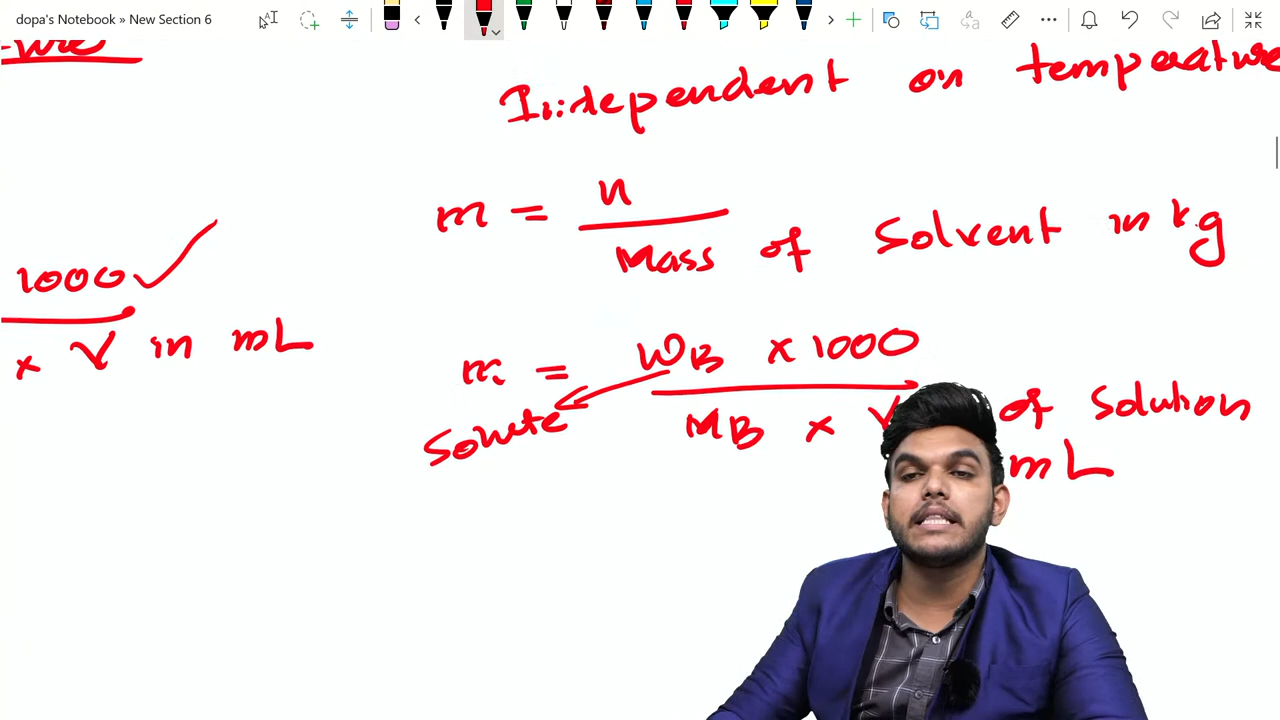 dopa's Notebook » New Section 6
Independent on temperature
m = n
Mass of Solvent in kg
1000
x V in mL
m = WB x 1000
Solute
MB x V of Solution
mL